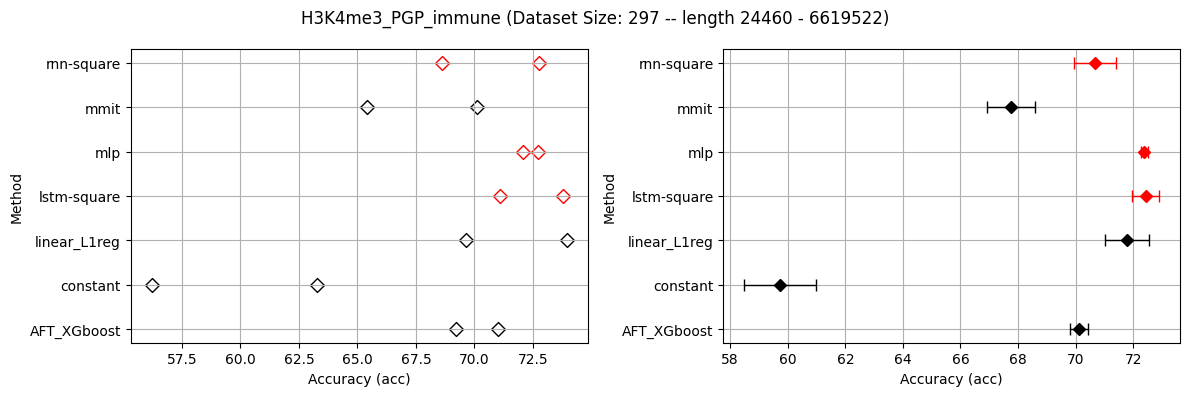 H3K4me3_PGP_immune (Dataset Size: 297 -- length 24460 - 6619522)
Method
rnn-square
mmit
mlp
lstm-square
linear_L1reg
constant
AFT_XGboost
57.5 60.0 62.5 65.0 67.5 70.0 72.5
Accuracy (acc)
Method
rnn-square
mmit
mlp
lstm-square
linear_L1reg
constant
AFT_XGboost
58 60 62 64 66 68 70 72
Accuracy (acc)